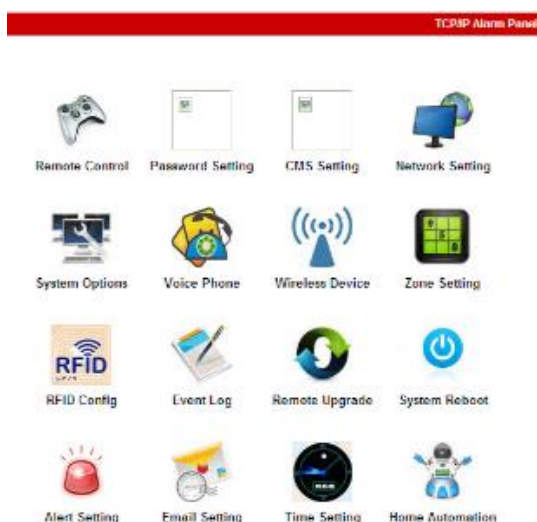 TCP/IP Alarm Panel
Remote Control Password Setting CMS Setting Network Setting
System Options Voice Phone Wireless Device Zone Setting
RFID
RFID Config Event Log Remote Upgrade System Reboot
Alert Setting Email Setting Time Setting Home Automation